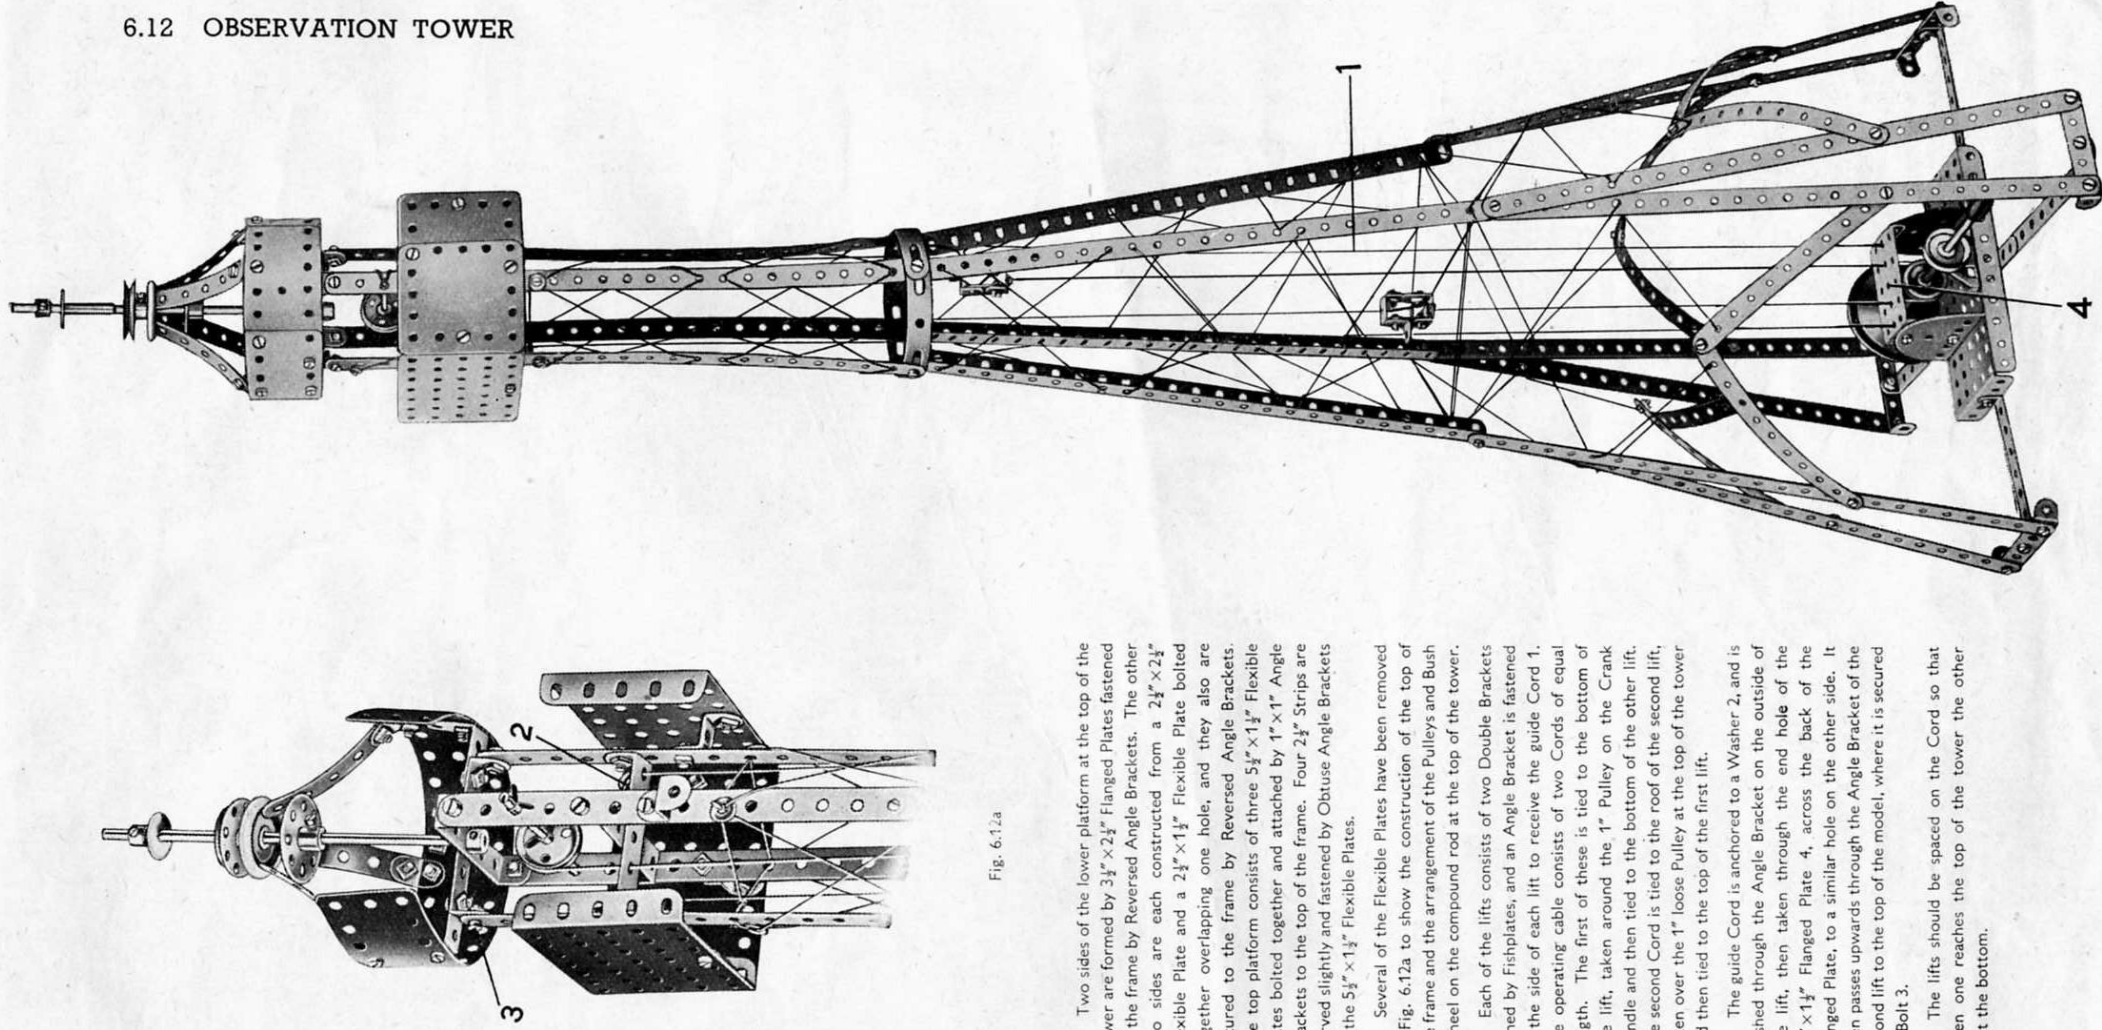 6.12 OBSERVATION TOWER
1
4
2
3
Fig. 6.12a
Two sides of the lower platform at the top of the
wer are formed by 3½″×2½″ Flanged Plates fastened
the frame by Reversed Angle Brackets. The other
o sides are each constructed from a 2½″×2½″
xible Plate and a 2½″×1½″ Flexible Plate bolted
gether overlapping one hole, and they also are
ured to the frame by Reversed Angle Brackets.
e top platform consists of three 5½″×1½″ Flexible
tes bolted together and attached by 1″×1″ Angle
ackets to the top of the frame. Four 2½″ Strips are
rved slightly and fastened by Obtuse Angle Brackets
the 5½″×1½″ Flexible Plates.
Several of the Flexible Plates have been removed
Fig. 6.12a to show the construction of the top of
e frame and the arrangement of the Pulleys and Bush
heel on the compound rod at the top of the tower.
Each of the lifts consists of two Double Brackets
ned by Fishplates, and an Angle Bracket is fastened
the side of each lift to receive the guide Cord 1.
e operating cable consists of two Cords of equal
gth. The first of these is tied to the bottom of
e lift, taken around the 1″ Pulley on the Crank
ndle and then tied to the bottom of the other lift.
e second Cord is tied to the roof of the second lift,
en over the 1″ loose Pulley at the top of the tower
d then tied to the top of the first lift.
The guide Cord is anchored to a Washer 2, and is
shed through the Angle Bracket on the outside of
e lift, then taken through the end hole of the
″×1½″ Flanged Plate 4, across the back of the
nged Plate, to a similar hole on the other side. It
en passes upwards through the Angle Bracket of the
ond lift to the top of the model, where it is secured
Bolt 3.
The lifts should be spaced on the Cord so that
en one reaches the top of the tower the other
t the bottom.